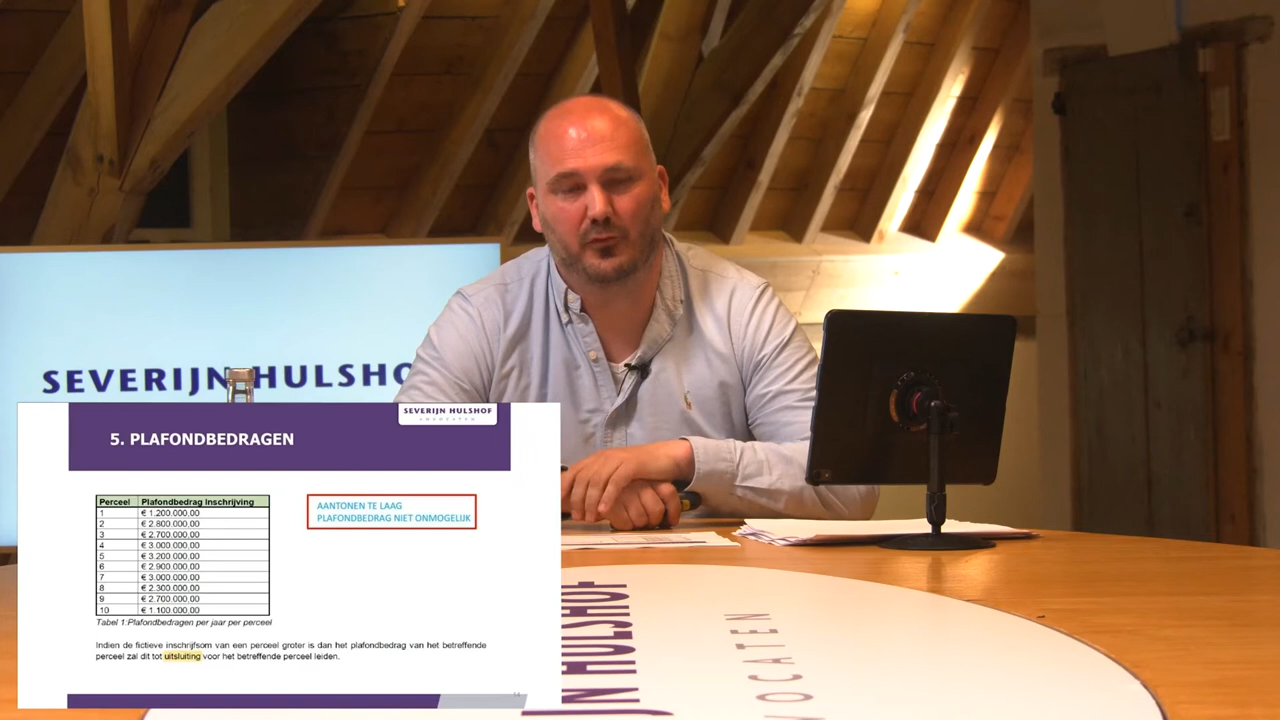 SEVERIJN HULSHO
SEVERIJN HULSHOF
ADVOCATEN
5. PLAFONDBEDRAGEN
Perceel Plafondbedrag Inschrijving
1 € 1.200.000,00
2 € 2.800.000,00
3 € 2.700.000,00
4 € 3.000.000,00
5 € 3.200.000,00
6 € 2.900.000,00
7 € 3.000.000,00
8 € 2.300.000,00
9 € 2.700.000,00
10 € 1.100.000,00
Tabel 1:Plafondbedragen per jaar per perceel
AANTONEN TE LAAG
PLAFONDBEDRAG NIET ONMOGELIJK
Indien de fictieve inschrijfsom van een perceel groter is dan het plafondbedrag van het betreffende
perceel zal dit tot uitsluiting voor het betreffende perceel leiden.
14
JN HULSHOF
VOCATEN